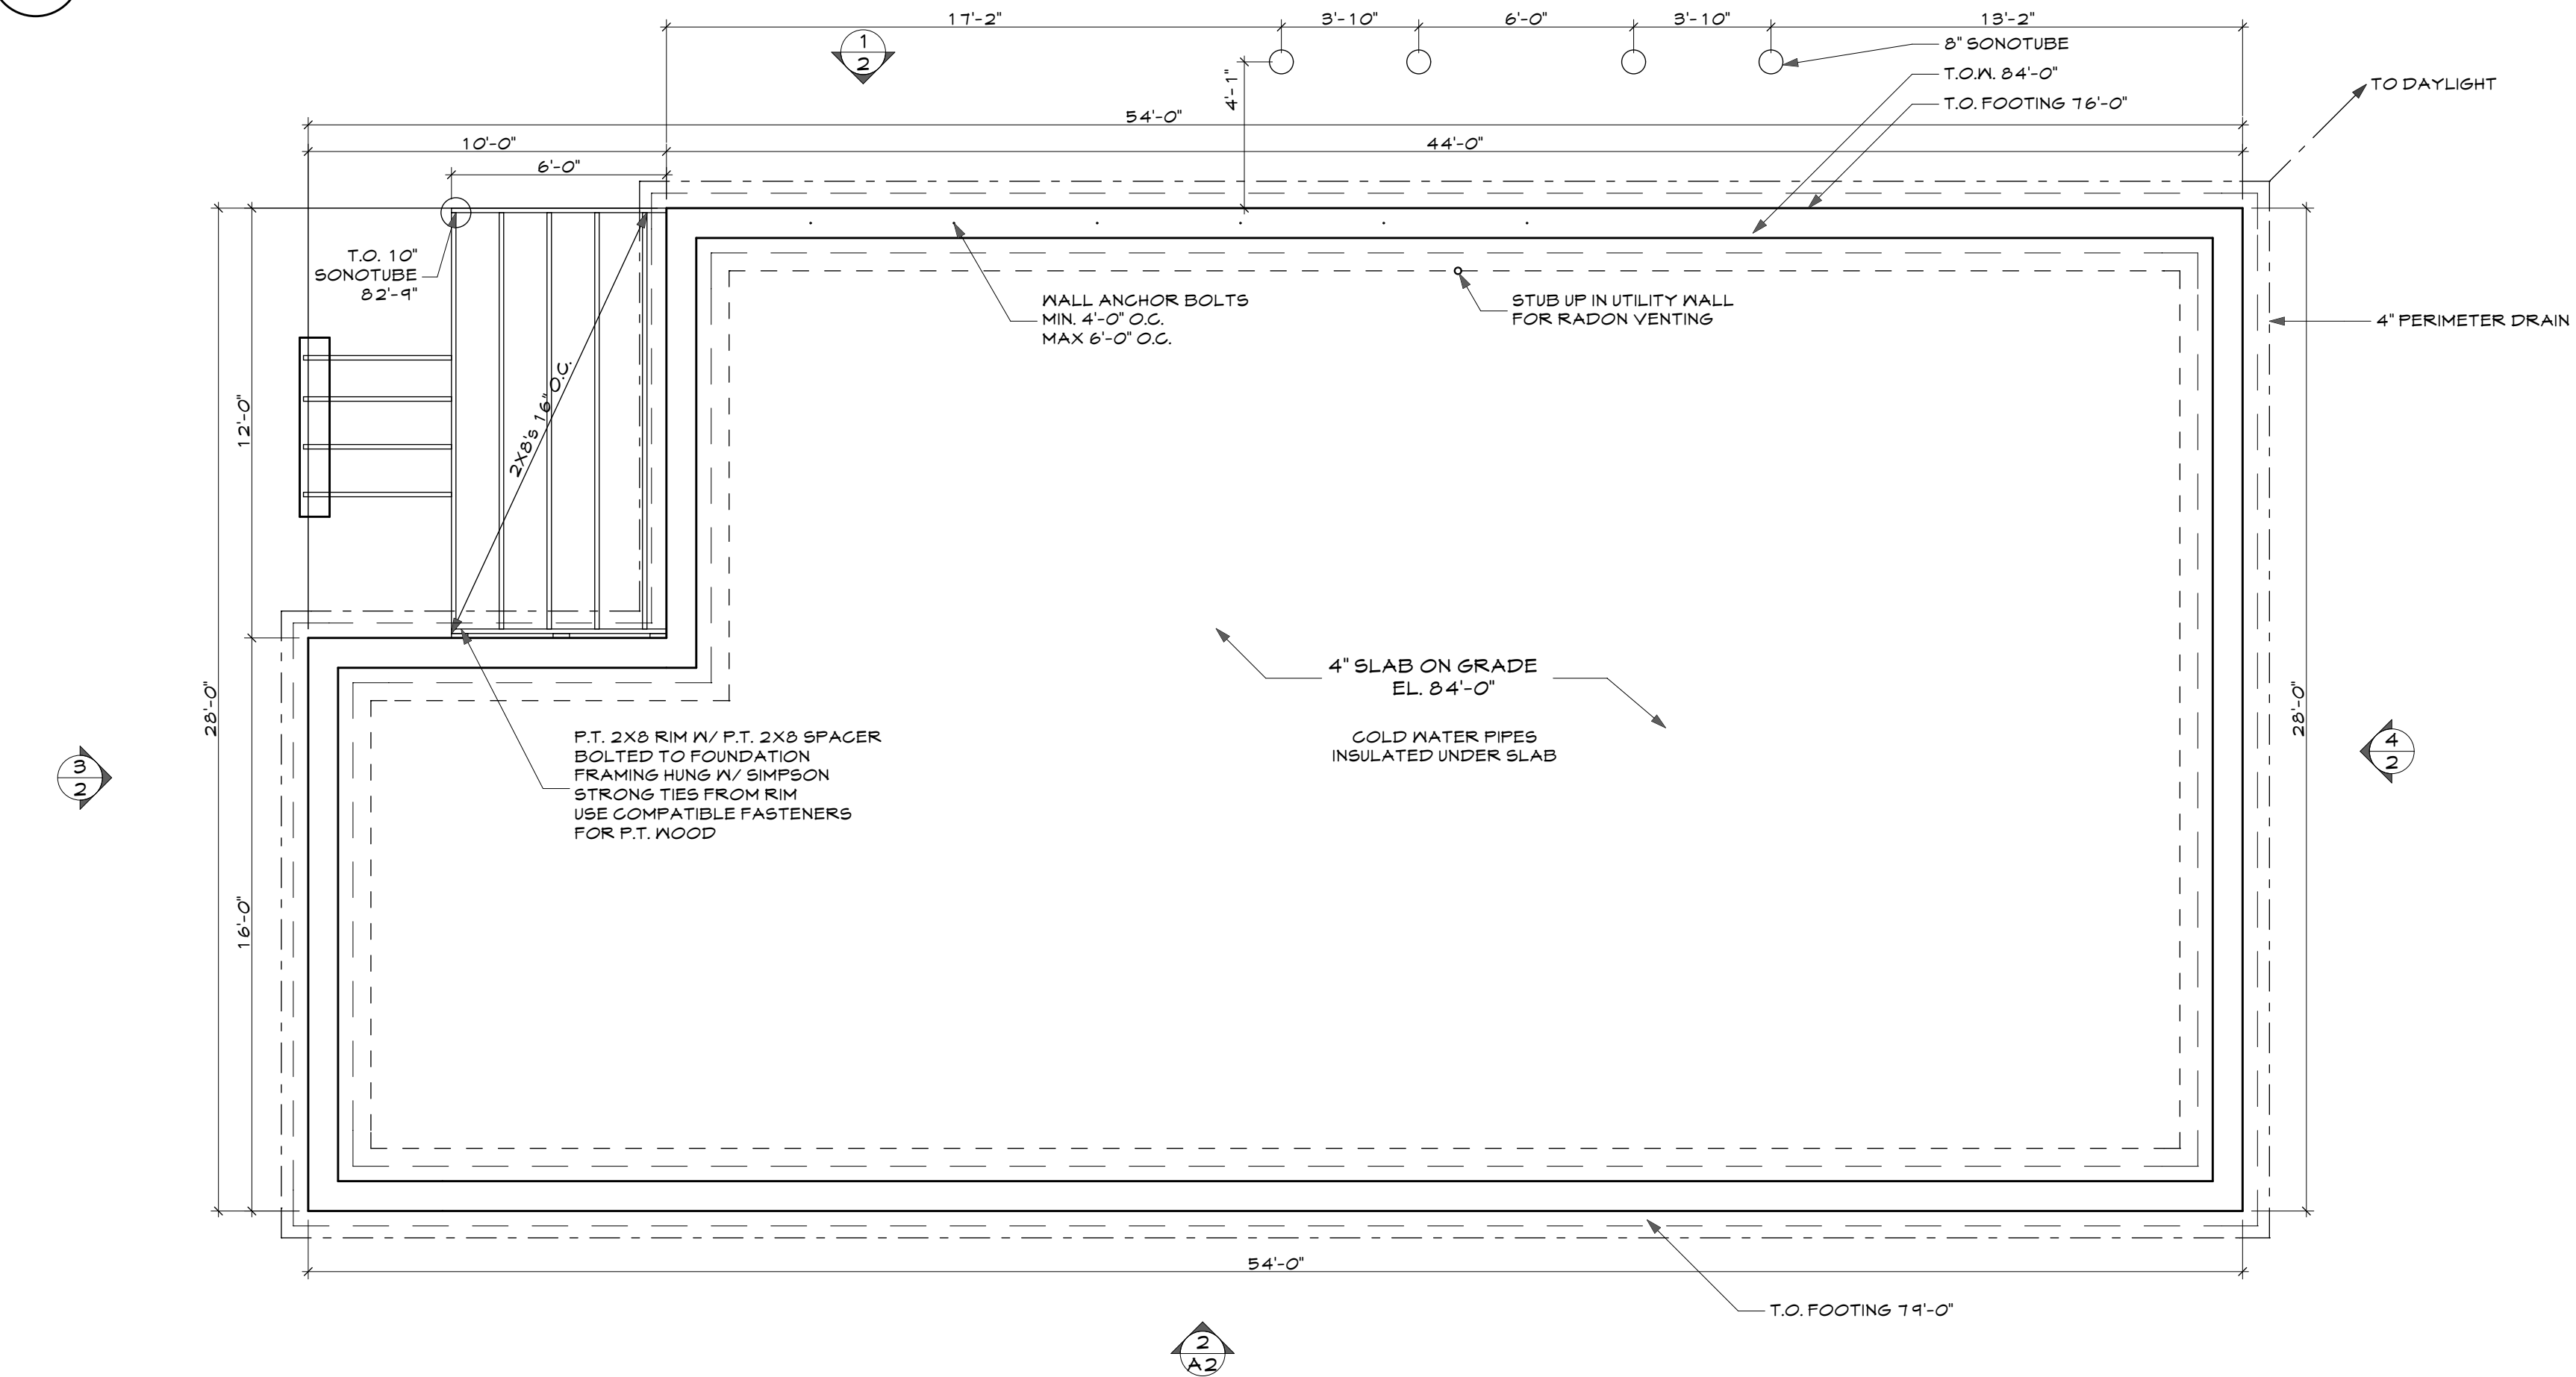 17'-2"
3'-10"
6'-0"
3'-10"
13'-2"
1
2
8" SONOTUBE
T.O.W. 84'-0"
T.O. FOOTING 76'-0"
TO DAYLIGHT
4'-1"
54'-0"
10'-0"
44'-0"
6'-0"
T.O. 10"
SONOTUBE
82'-9"
WALL ANCHOR BOLTS
MIN. 4'-0" O.C.
MAX 6'-0" O.C.
STUB UP IN UTILITY WALL
FOR RADON VENTING
4" PERIMETER DRAIN
12'-0"
2X8's 16" O.C.
4" SLAB ON GRADE
EL. 84'-0"
COLD WATER PIPES
INSULATED UNDER SLAB
28'-0"
28'-0"
P.T. 2X8 RIM W/ P.T. 2X8 SPACER
BOLTED TO FOUNDATION
FRAMING HUNG W/ SIMPSON
STRONG TIES FROM RIM
USE COMPATIBLE FASTENERS
FOR P.T. WOOD
3
2
4
2
16'-0"
54'-0"
T.O. FOOTING 79'-0"
2
A2